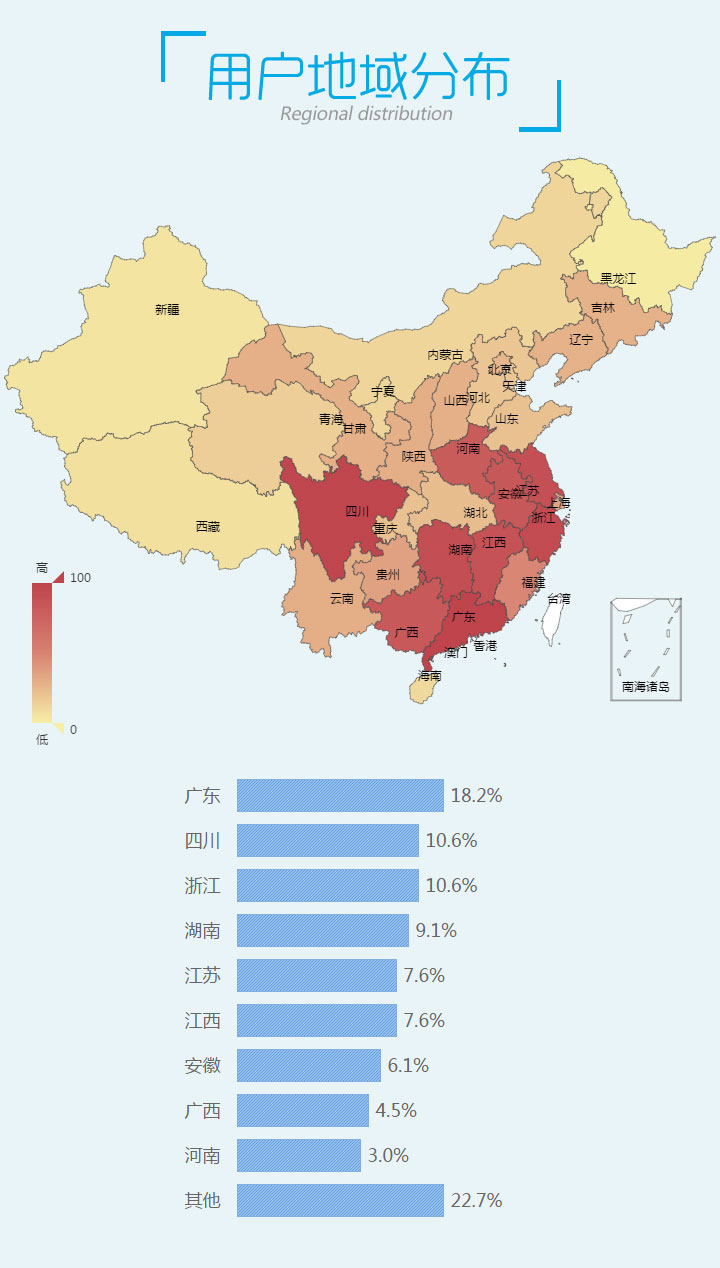 用户地域分布
Regional distribution
黑龙江
新疆
吉林
辽宁
内蒙古
北京
天津
宁夏
山西
河北
青海
甘肃
山东
陕西
河南
四川
安徽
江苏
上海
湖北
浙江
西藏
重庆
湖南
江西
高
100
贵州
福建
云南
台湾
广东
广西
香港
澳门
海南
南海诸岛
0
低
广东 18.2%
四川 10.6%
浙江 10.6%
湖南 9.1%
江苏 7.6%
江西 7.6%
安徽 6.1%
广西 4.5%
河南 3.0%
其他 22.7%